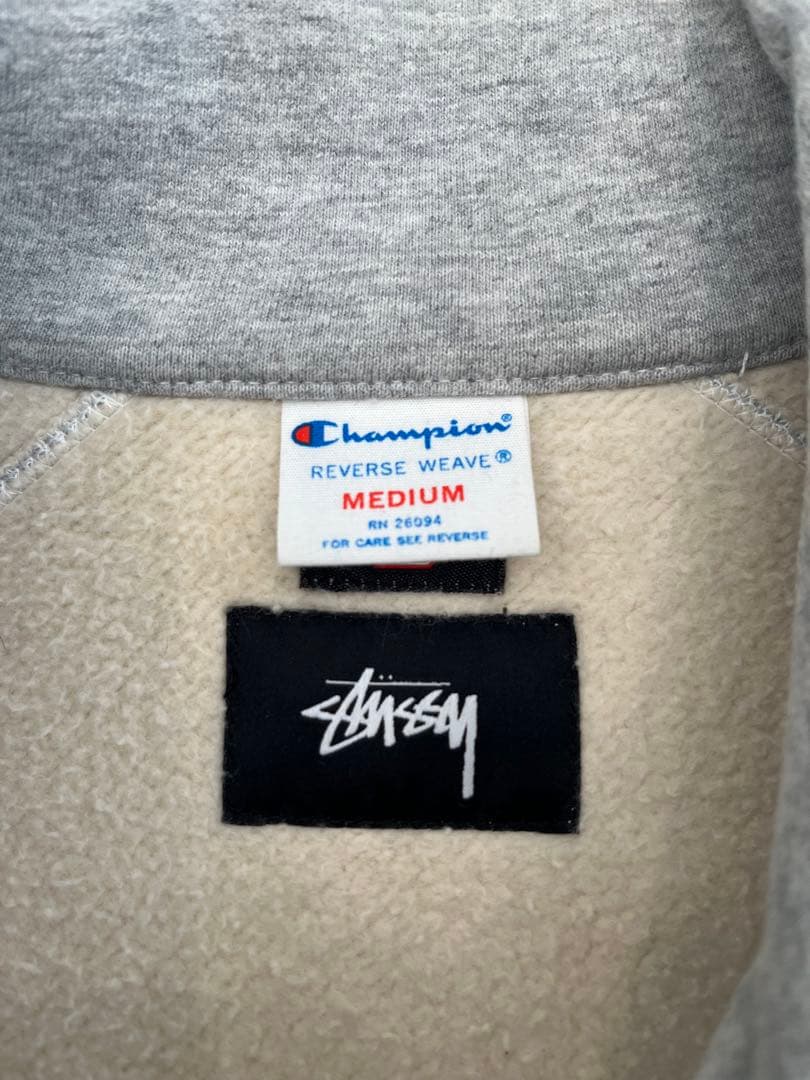 Champion®
REVERSE WEAVE®
MEDIUM
RN 26094
FOR CARE SEE REVERSE
Stüssy